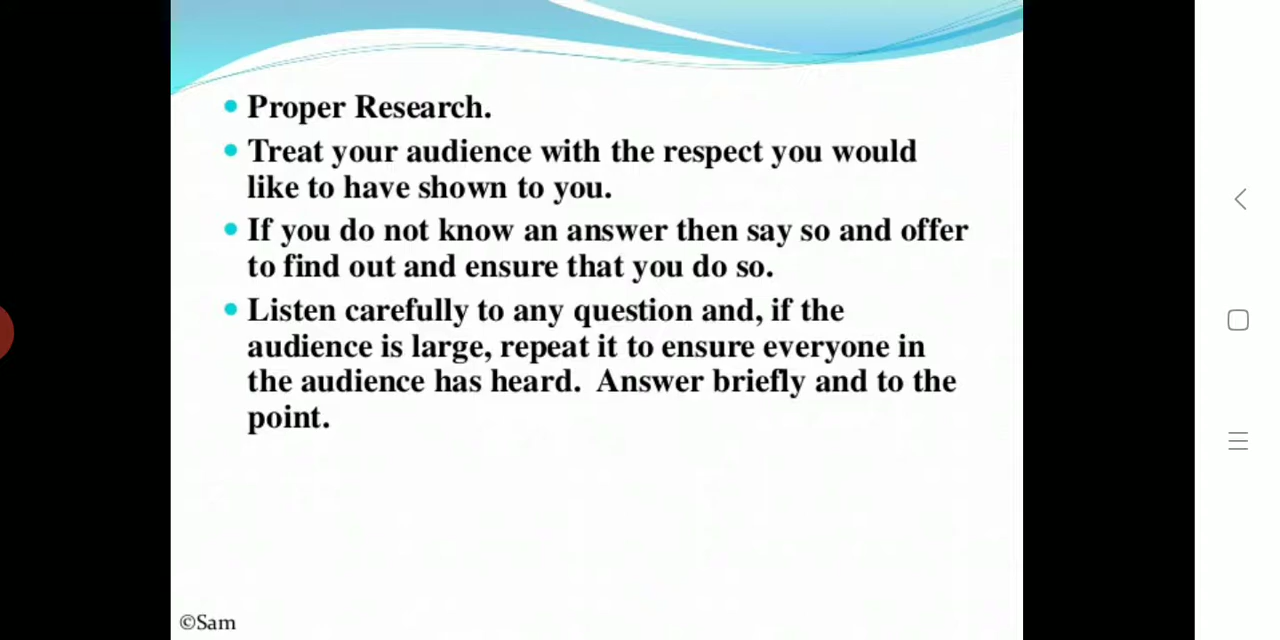 Proper Research.
Treat your audience with the respect you would
like to have shown to you.
If you do not know an answer then say so and offer
to find out and ensure that you do so.
Listen carefully to any question and, if the
audience is large, repeat it to ensure everyone in
the audience has heard.  Answer briefly and to the
point.
©Sam